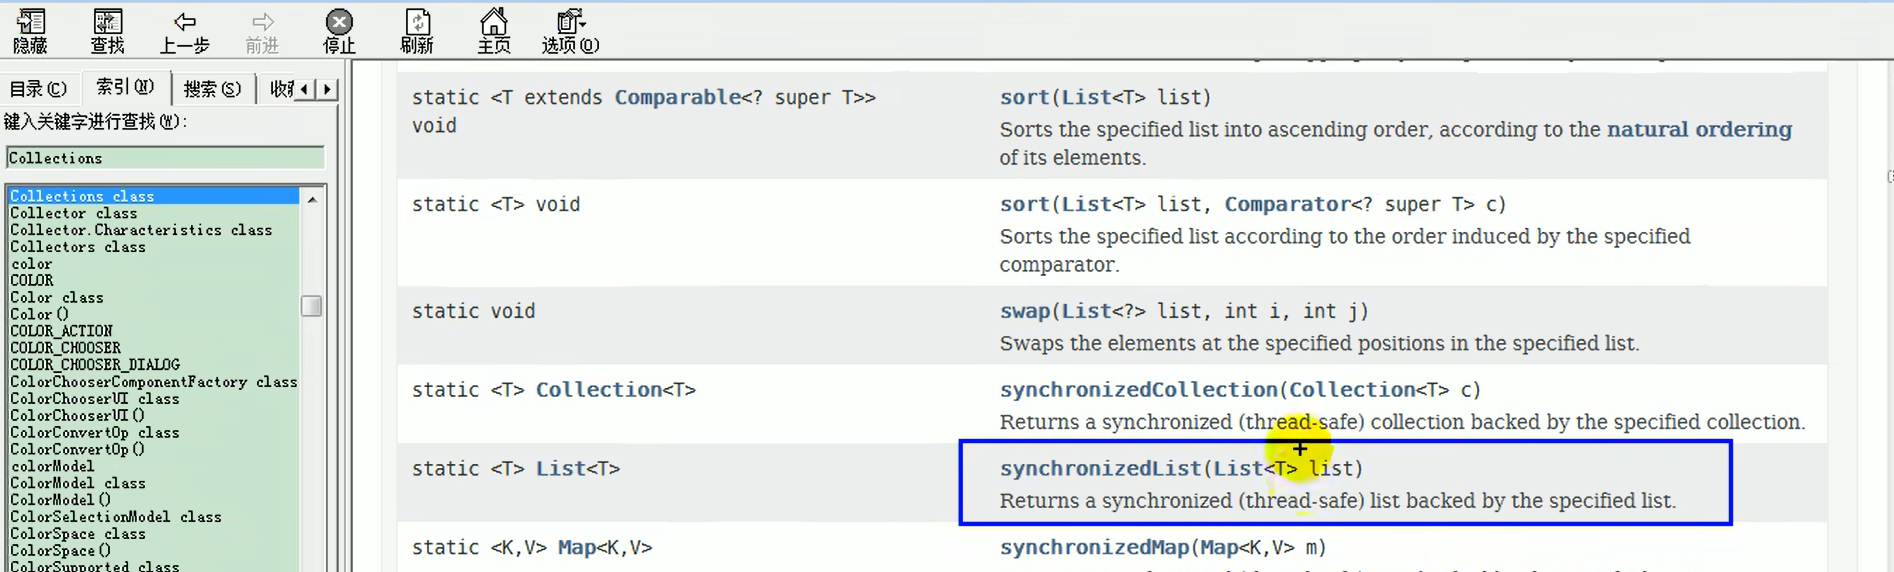 隐藏 查找 上一步 前进 停止 刷新 主页 选项(O)
目录(C) 索引(N) 搜索(S)
键入关键字进行查找(W):
Collections
Collections class
Collector class
Collector.Characteristics class
Collectors class
color
COLOR
Color class
Color()
COLOR_ACTION
COLOR_CHOOSER
COLOR_CHOOSER_DIALOG
ColorChooserComponentFactory class
ColorChooserUI class
ColorChooserUI()
ColorConvertOp class
ColorConvertOp()
colorModel
ColorModel class
ColorModel()
ColorSelectionModel class
ColorSpace class
ColorSpace()
ColorSupported class
static <T extends Comparable<? super T>>
void
sort(List<T> list)
Sorts the specified list into ascending order, according to the natural ordering
of its elements.
static <T> void
sort(List<T> list, Comparator<? super T> c)
Sorts the specified list according to the order induced by the specified
comparator.
static void
swap(List<?> list, int i, int j)
Swaps the elements at the specified positions in the specified list.
static <T> Collection<T>
synchronizedCollection(Collection<T> c)
Returns a synchronized (thread-safe) collection backed by the specified collection.
static <T> List<T>
synchronizedList(List<T> list)
Returns a synchronized (thread-safe) list backed by the specified list.
static <K,V> Map<K,V>
synchronizedMap(Map<K,V> m)